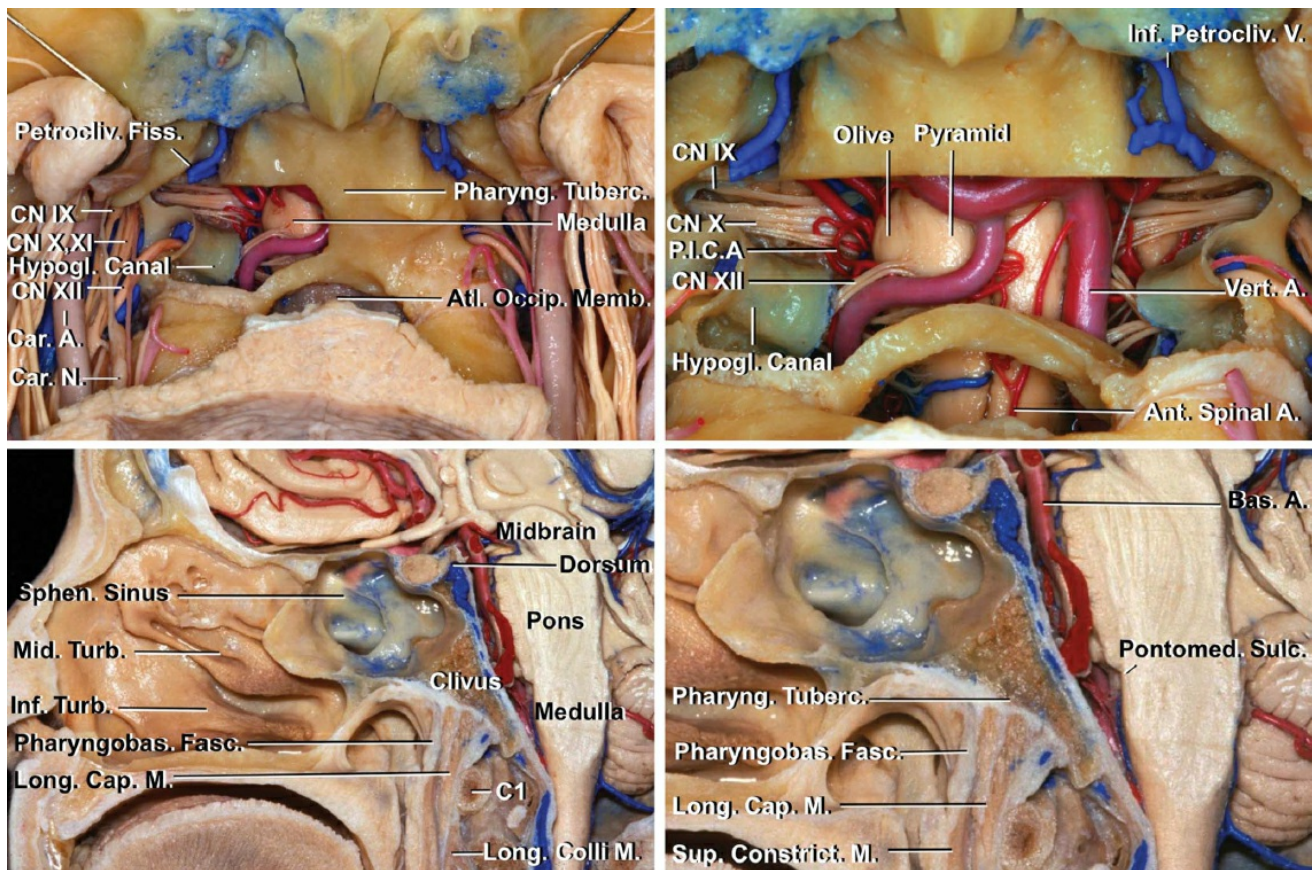 Petrocliv. Fiss.
CN IX
CN X,XI
Hypogl. Canal
CN XII
Car. A.
Car. N.
Pharyng. Tuberc.
Medulla
Atl. Occip. Memb.
Inf. Petrocliv. V.
Olive
Pyramid
CN IX
CN X
P.I.C.A
CN XII
Hypogl. Canal
Vert. A.
Ant. Spinal A.
Midbrain
Dorsum
Sphen. Sinus
Pons
Mid. Turb.
Clivus
Inf. Turb.
Medulla
Pharyngobas. Fasc.
Long. Cap. M.
C1
Long. Colli M.
Bas. A.
Pontomed. Sulc.
Pharyng. Tuberc.
Pharyngobas. Fasc.
Long. Cap. M.
Sup. Constrict. M.